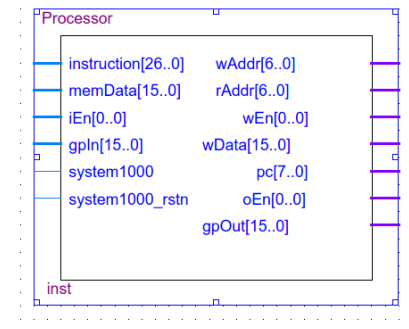 Processor
instruction[26..0] wAddr[6..0]
memData[15..0] rAddr[6..0]
iEn[0..0] wEn[0..0]
gpIn[15..0] wData[15..0]
system1000 pc[7..0]
system1000_rstn oEn[0..0]
gpOut[15..0]
inst